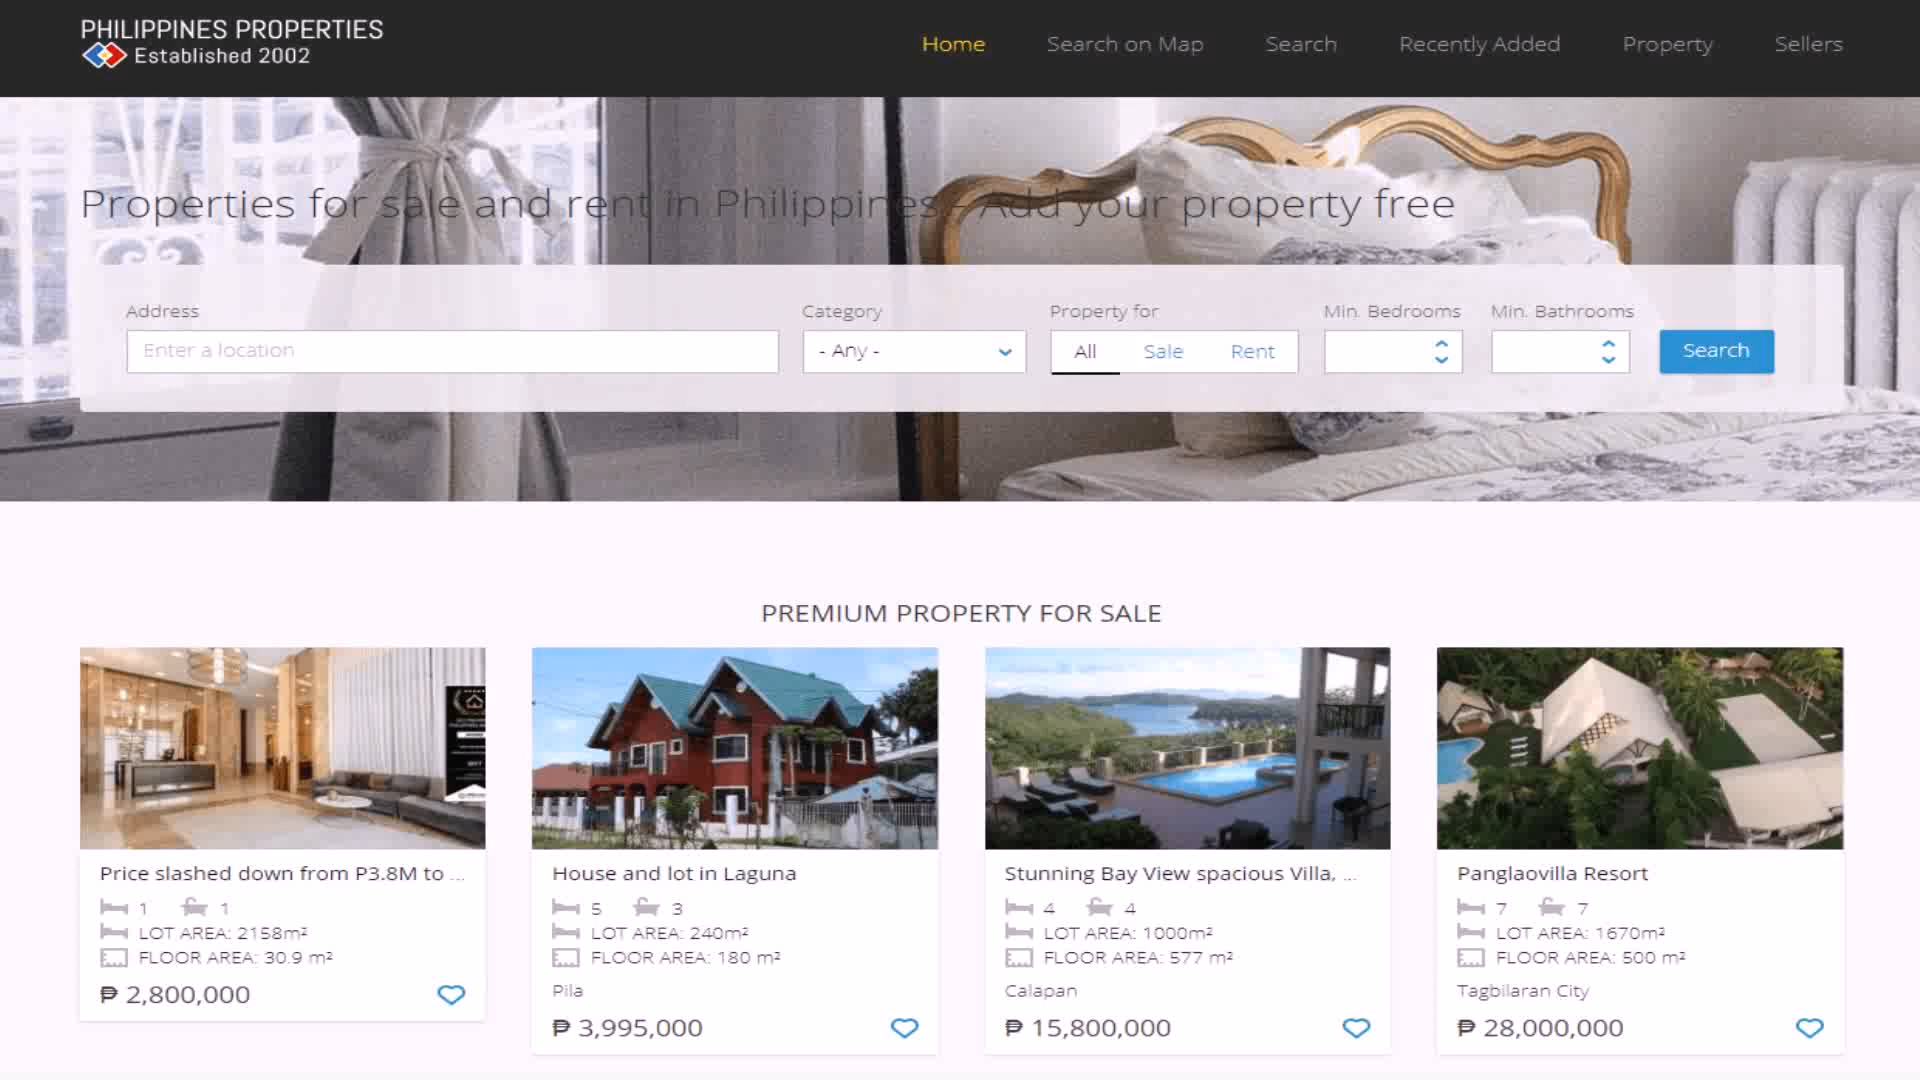 PHILIPPINES PROPERTIES
Established 2002
Home Search on Map Search Recently Added Property Sellers
Properties for sale and rent in Philippines - Add your property free
Address Category Property for Min. Bedrooms Min. Bathrooms
Enter a location - Any - All Sale Rent Search
PREMIUM PROPERTY FOR SALE
Price slashed down from P3.8M to ...
1 1
LOT AREA: 2158m²
FLOOR AREA: 30.9 m²
₱ 2,800,000
House and lot in Laguna
5 3
LOT AREA: 240m²
FLOOR AREA: 180 m²
Pila
₱ 3,995,000
Stunning Bay View spacious Villa, ...
4 4
LOT AREA: 1000m²
FLOOR AREA: 577 m²
Calapan
₱ 15,800,000
Panglaovilla Resort
7 7
LOT AREA: 1670m²
FLOOR AREA: 500 m²
Tagbilaran City
₱ 28,000,000